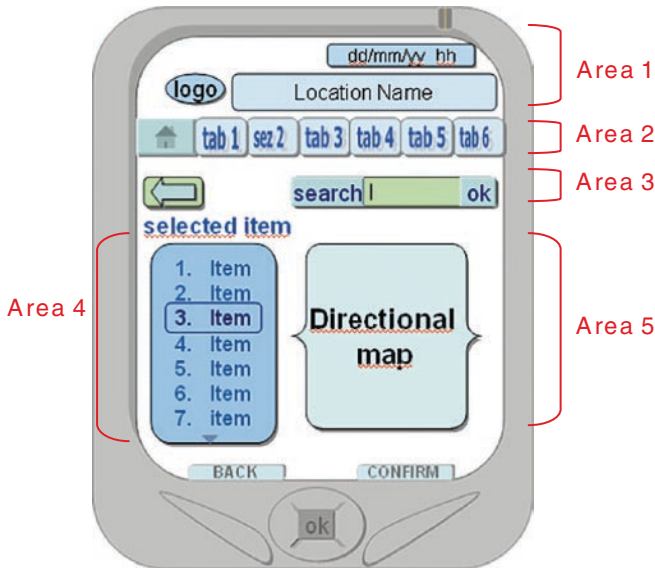 dd/mm/yy hh
Area 1
logo
Location Name
tab 1 sez 2 tab 3 tab 4 tab 5 tab 6
Area 2
search ok
Area 3
selected item
Area 4
1. Item
2. Item
3. Item
4. Item
5. Item
6. Item
7. item
Directional
map
Area 5
BACK CONFIRM
ok